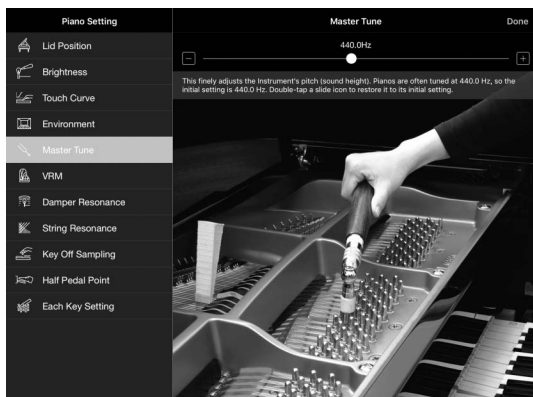 Piano Setting
Lid Position
Brightness
Touch Curve
Environment
Master Tune
VRM
Damper Resonance
String Resonance
Key Off Sampling
Half Pedal Point
Each Key Setting
Master Tune
Done
440.0Hz
This finely adjusts the Instrument's pitch (sound height). Pianos are often tuned at 440.0 Hz, so the
initial setting is 440.0 Hz. Double-tap a slide icon to restore it to its initial setting.